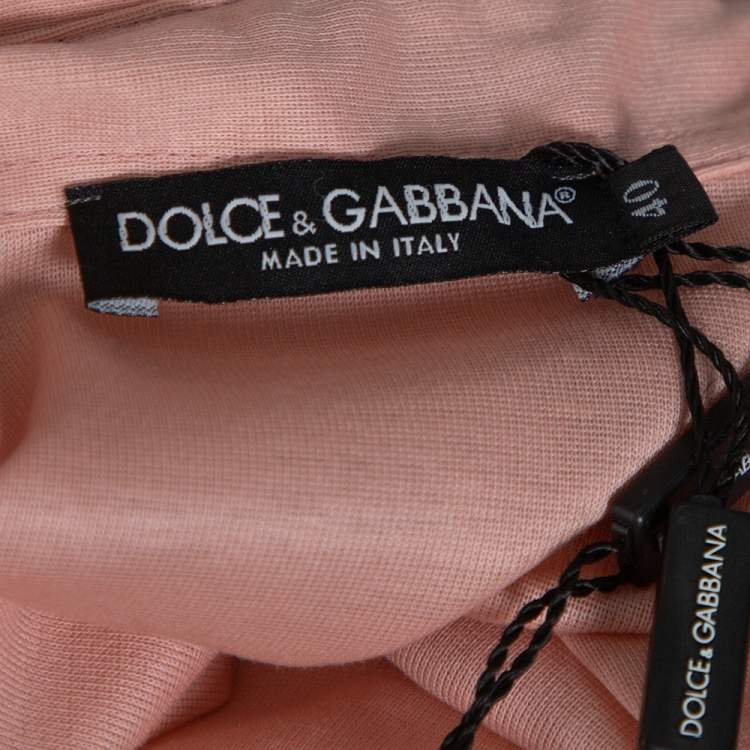 DOLCE & GABBANA®
MADE IN ITALY
40
DOLCE & GABBANA